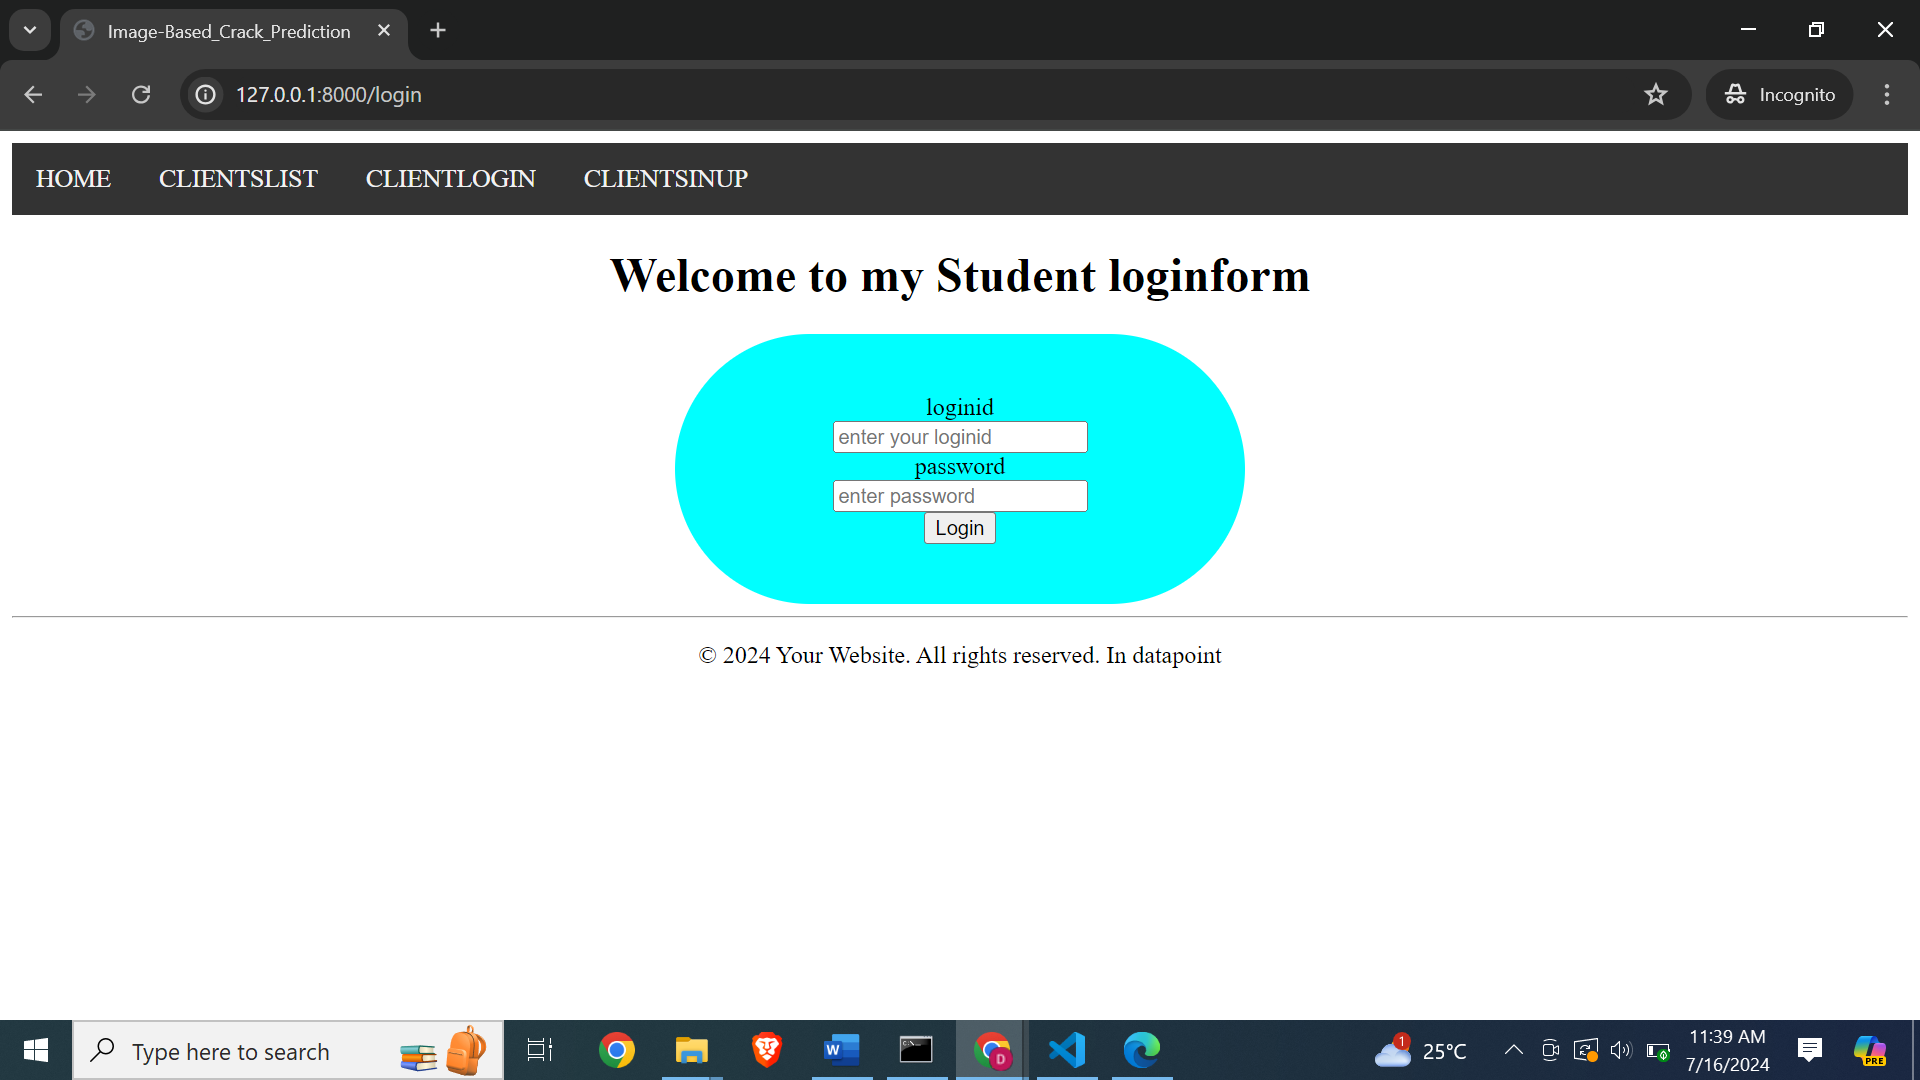 Image-Based_Crack_Prediction
127.0.0.1:8000/login
Incognito
HOME CLIENTSLIST CLIENTLOGIN CLIENTSINUP
Welcome to my Student loginform
loginid
enter your loginid
password
enter password
Login
© 2024 Your Website. All rights reserved. In datapoint
Type here to search
W
C:\_
D
1
25°C
11:39 AM
7/16/2024
PRE